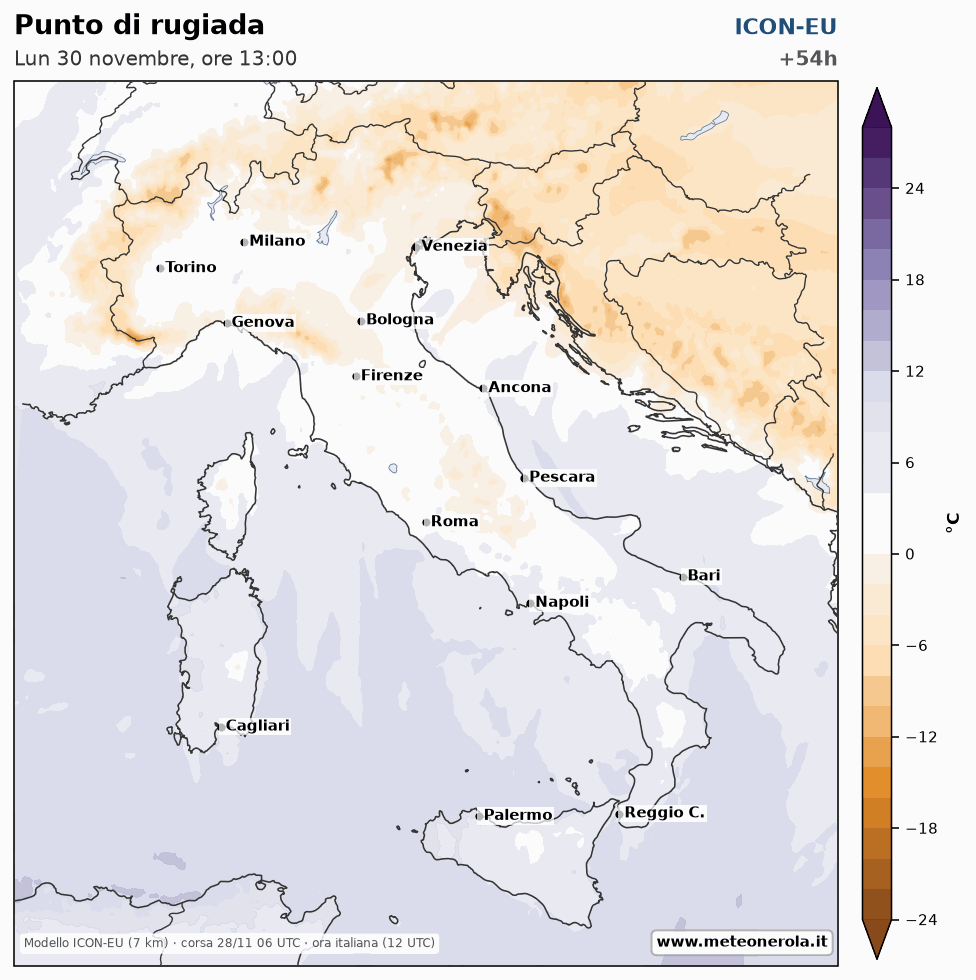 Punto di rugiada
ICON-EU
Lun 30 novembre, ore 13:00
+54h
Milano
Venezia
Torino
Genova
Bologna
Firenze
Ancona
Pescara
Roma
Bari
Napoli
Cagliari
Palermo
Reggio C.
24
18
12
6
0
−6
−12
−18
−24
°C
Modello ICON-EU (7 km) · corsa 28/11 06 UTC · ora italiana (12 UTC)
www.meteonerola.it